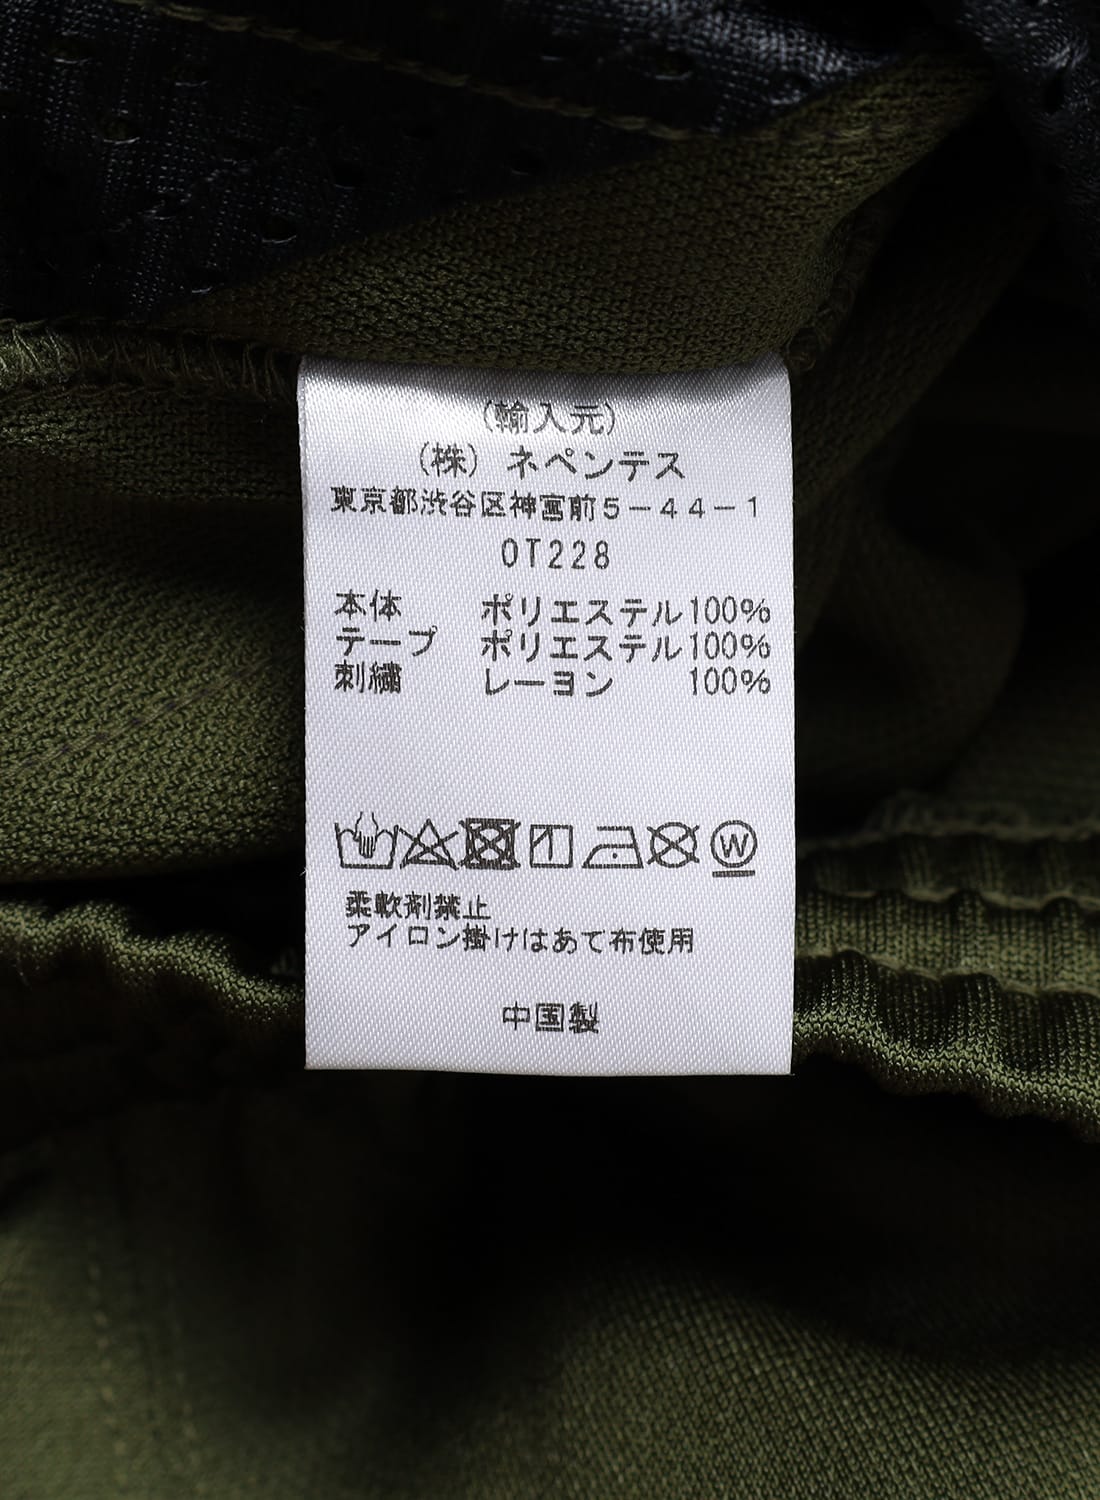 (輸入元)
(株) ネペンテス
東京都渋谷区神宮前5-44-1
OT228
本体 ポリエステル100%
テープ ポリエステル100%
刺繍 レーヨン 100%
W
柔軟剤禁止
アイロン掛けはあて布使用
中国製